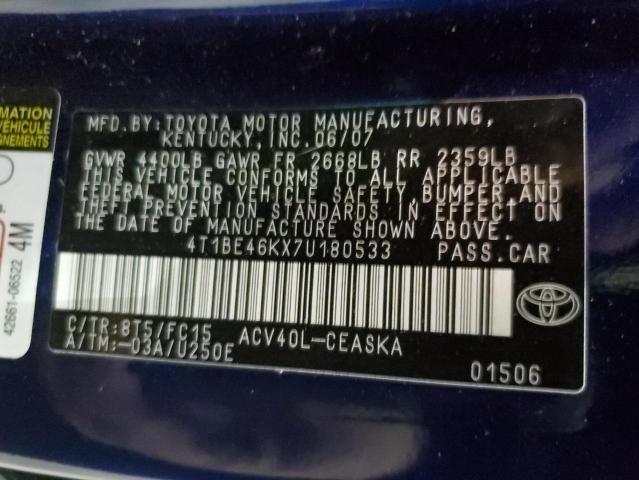 MATION
VÉHICULE
GNEMENTS
42661-06522 4M
MFD.BY:TOYOTA MOTOR MANUFACTURING,
KENTUCKY,INC.06/07
GVWR 4400LB GAWR FR 2668LB RR 2359LB
THIS VEHICLE CONFORMS TO ALL APPLICABLE
FEDERAL MOTOR VEHICLE SAFETY,BUMPER,AND
THEFT PREVENTION STANDARDS IN EFFECT ON
THE DATE OF MANUFACTURE SHOWN ABOVE.
4T1BE46KX7U180533 PASS.CAR
C/TR:8T5/FC15 ACV40L-CEASKA
A/TM:-03A/U250E
01506